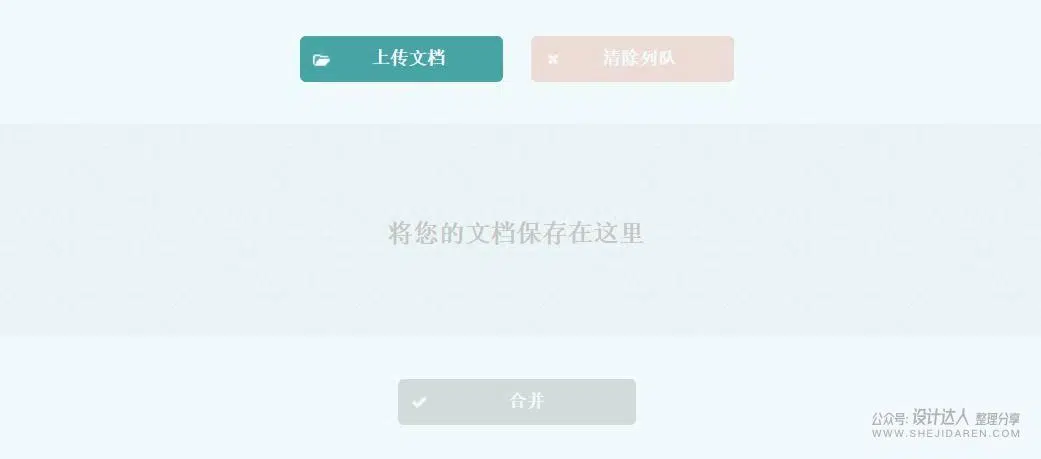 上传文档
清除列队
将您的文档保存在这里
合并
公众号: 设计达人 整理分享
WWW.SHEJIDAREN.COM